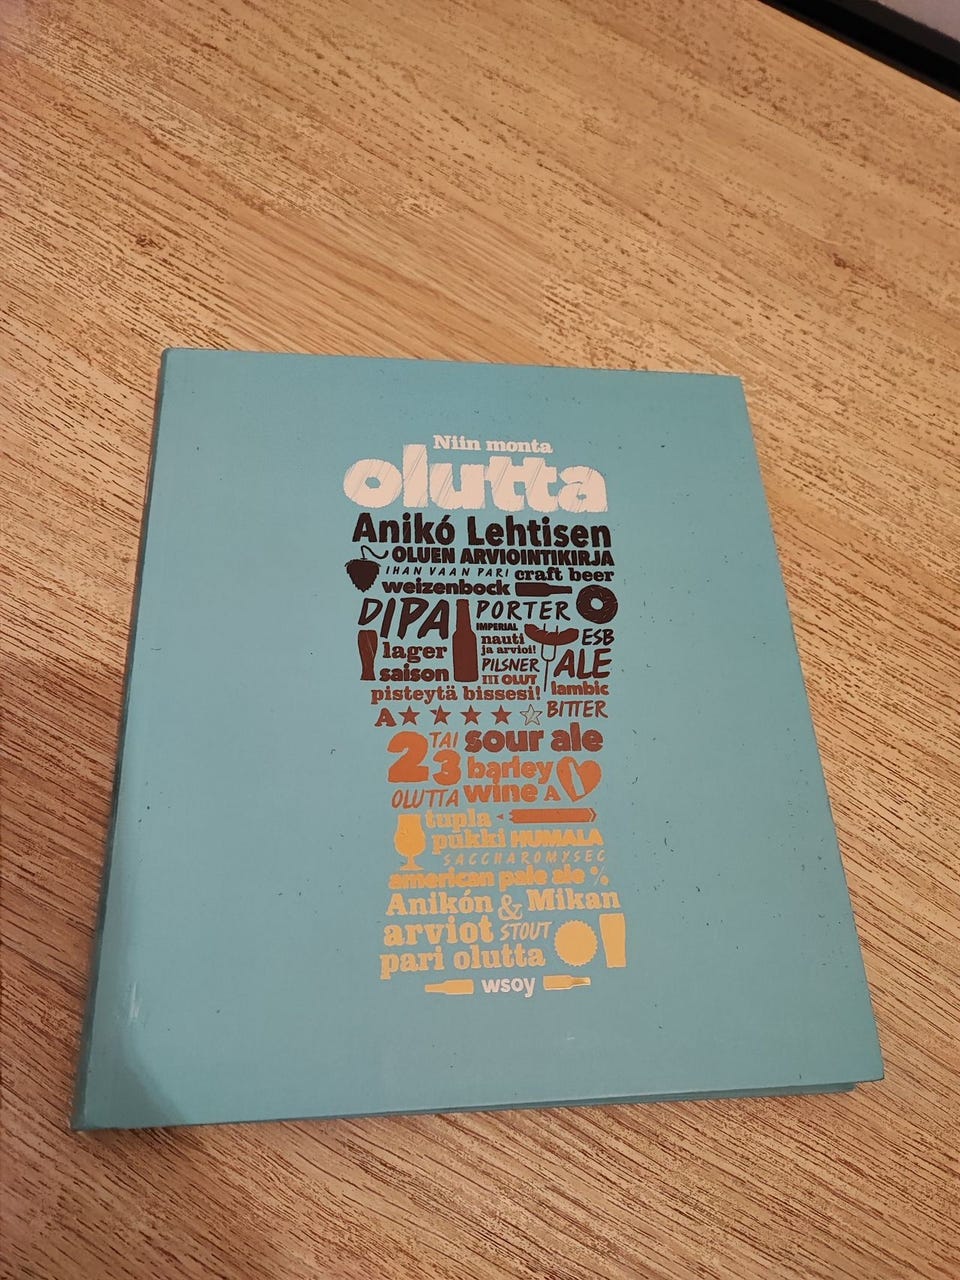 Niin monta
olutta
Anikó Lehtisen
OLUEN ARVIOINTIKIRJA
IHAN VAAN PARI craft beer
weizenbock
DIPA PORTER
IMPERIAL
lager nauti ja arvioi! ESB
saison PILSNER ALE
III OLUT
pisteytä bissesi! lambic
A BITTER
2 TAI 3 sour ale
barley
OLUTTA wine A
tupla
pukki HUMALA
SACCHAROMYSEC
american pale ale %
Anikón & Mikan
arviot STOUT
pari olutta
wsoy